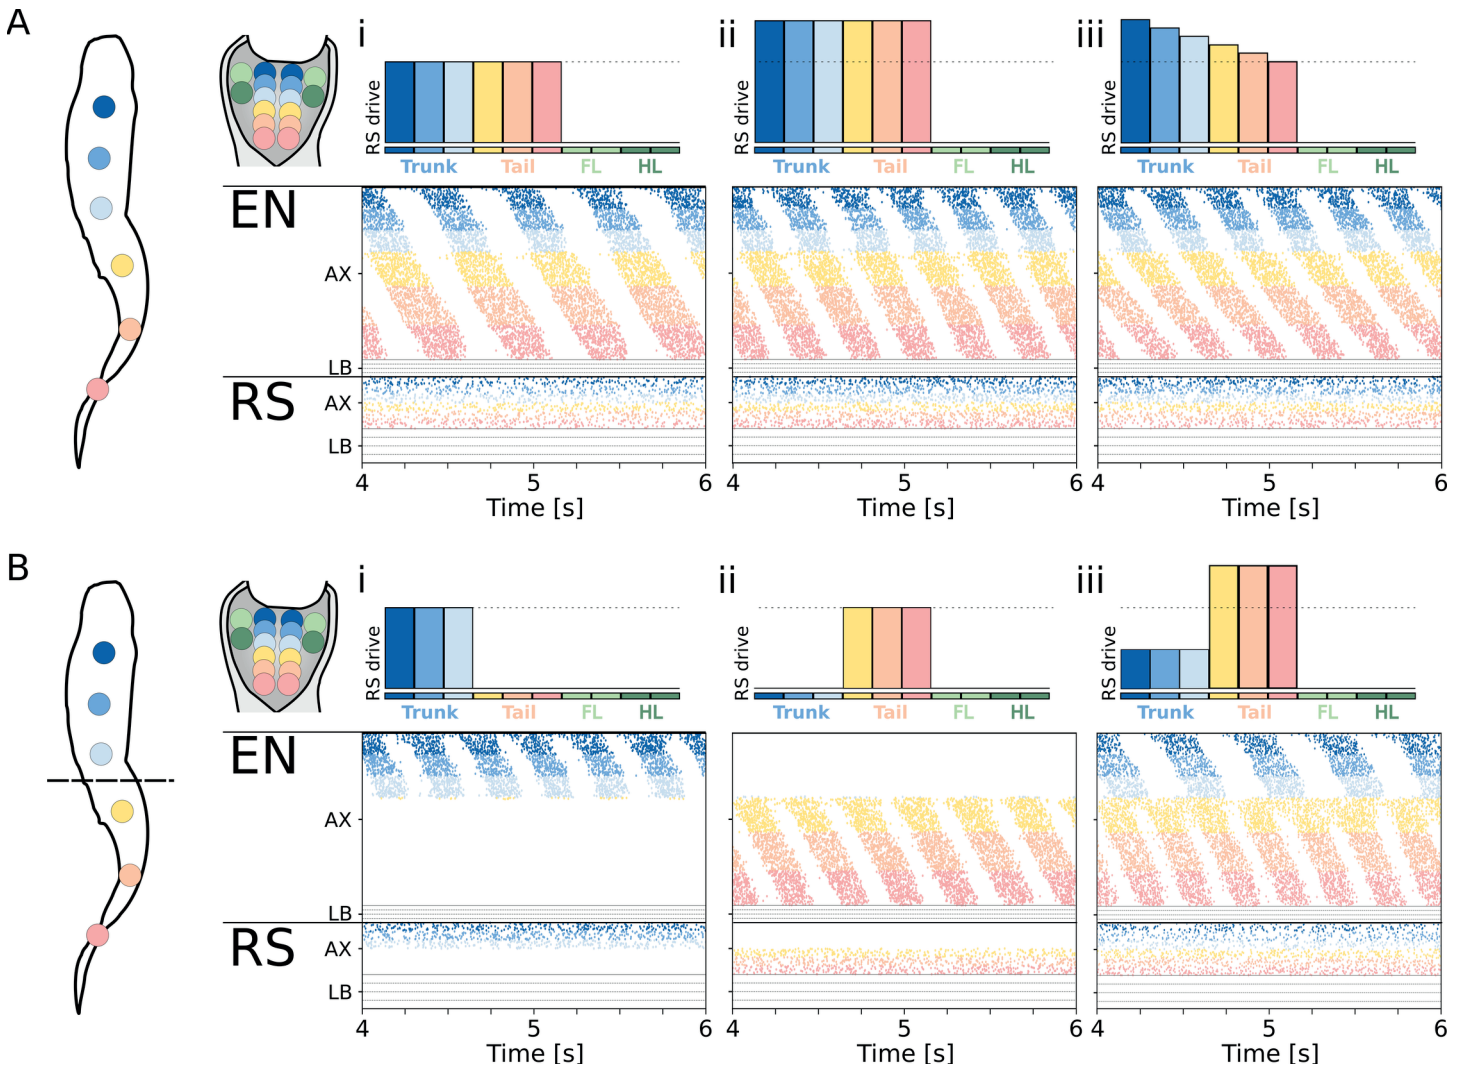 A
i
ii
iii
RS drive
RS drive
RS drive
Trunk Tail FL HL
Trunk Tail FL HL
Trunk Tail FL HL
EN
AX
LB
RS
AX
LB
4 5 6
4 5 6
4 5 6
Time [s]
Time [s]
Time [s]
B
i
ii
iii
RS drive
RS drive
RS drive
Trunk Tail FL HL
Trunk Tail FL HL
Trunk Tail FL HL
EN
AX
LB
RS
AX
LB
4 5 6
4 5 6
4 5 6
Time [s]
Time [s]
Time [s]